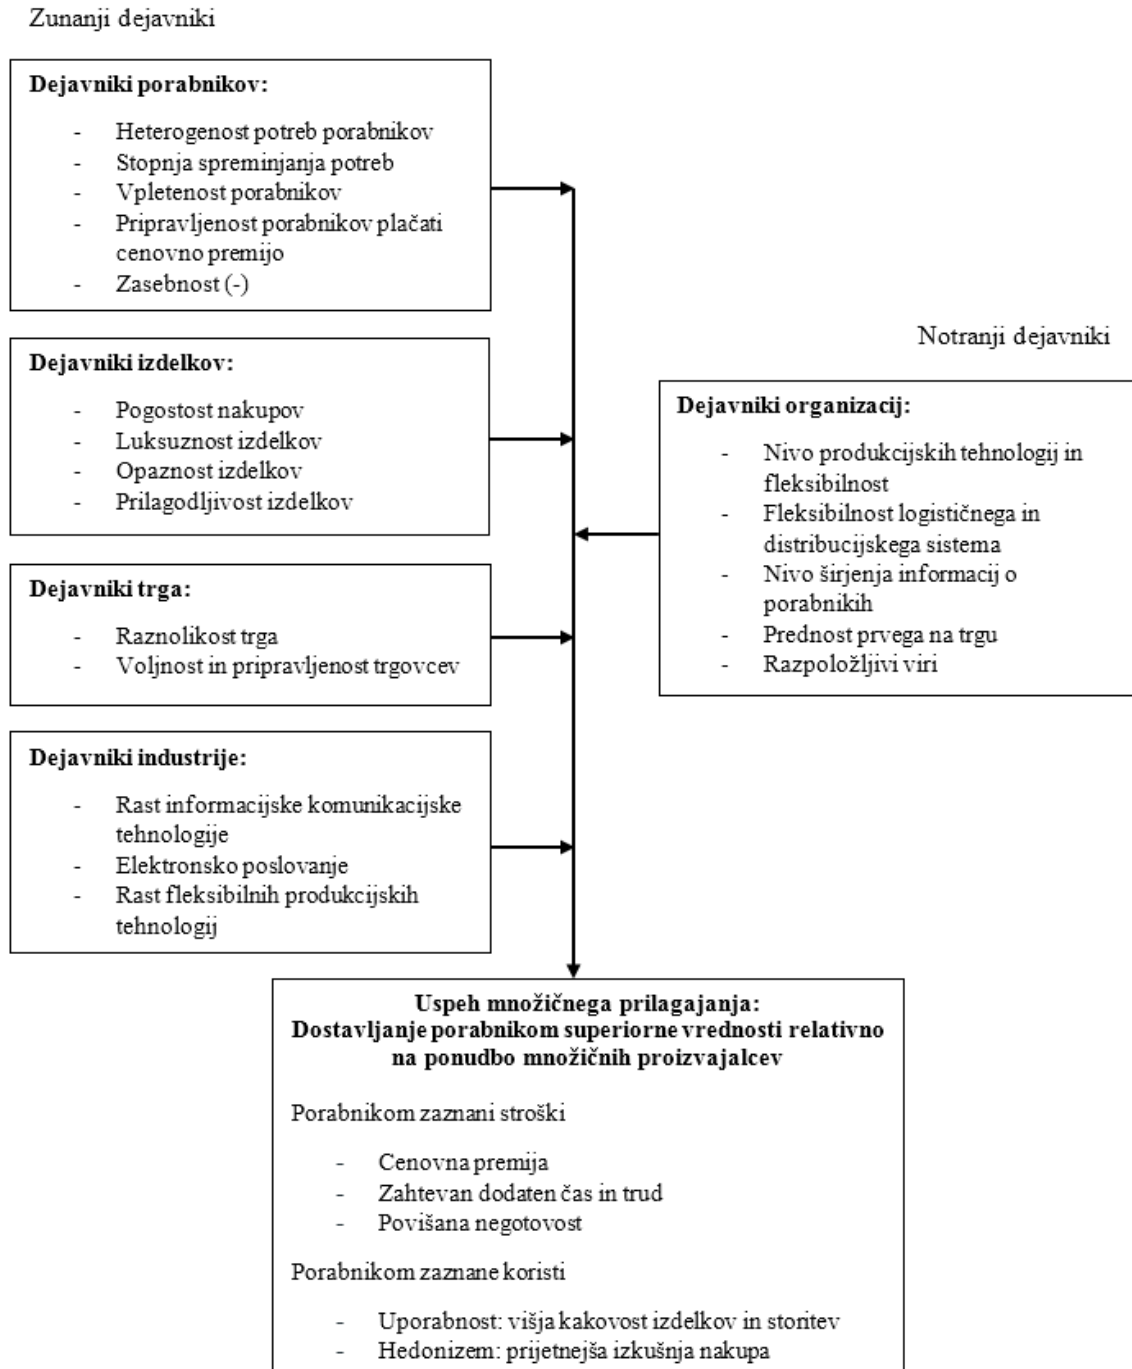 Zunanji dejavniki
Dejavniki porabnikov:
- Heterogenost potreb porabnikov
- Stopnja spreminjanja potreb
- Vpletenost porabnikov
- Pripravljenost porabnikov plačati
cenovno premijo
- Zasebnost (-)
Dejavniki izdelkov:
- Pogostost nakupov
- Luksuznost izdelkov
- Opaznost izdelkov
- Prilagodljivost izdelkov
Dejavniki trga:
- Raznolikost trga
- Voljnost in pripravljenost trgovcev
Dejavniki industrije:
- Rast informacijske komunikacijske
tehnologije
- Elektronsko poslovanje
- Rast fleksibilnih produkcijskih
tehnologij
Notranji dejavniki
Dejavniki organizacij:
- Nivo produkcijskih tehnologij in
fleksibilnost
- Fleksibilnost logističnega in
distribucijskega sistema
- Nivo širjenja informacij o
porabnikih
- Prednost prvega na trgu
- Razpoložljivi viri
Uspeh množičnega prilagajanja:
Dostavljanje porabnikom superiorne vrednosti relativno
na ponudbo množičnih proizvajalcev
Porabnikom zaznani stroški
- Cenovna premija
- Zahtevan dodaten čas in trud
- Povišana negotovost
Porabnikom zaznane koristi
- Uporabnost: višja kakovost izdelkov in storitev
- Hedonizem: prijetnejša izkušnja nakupa